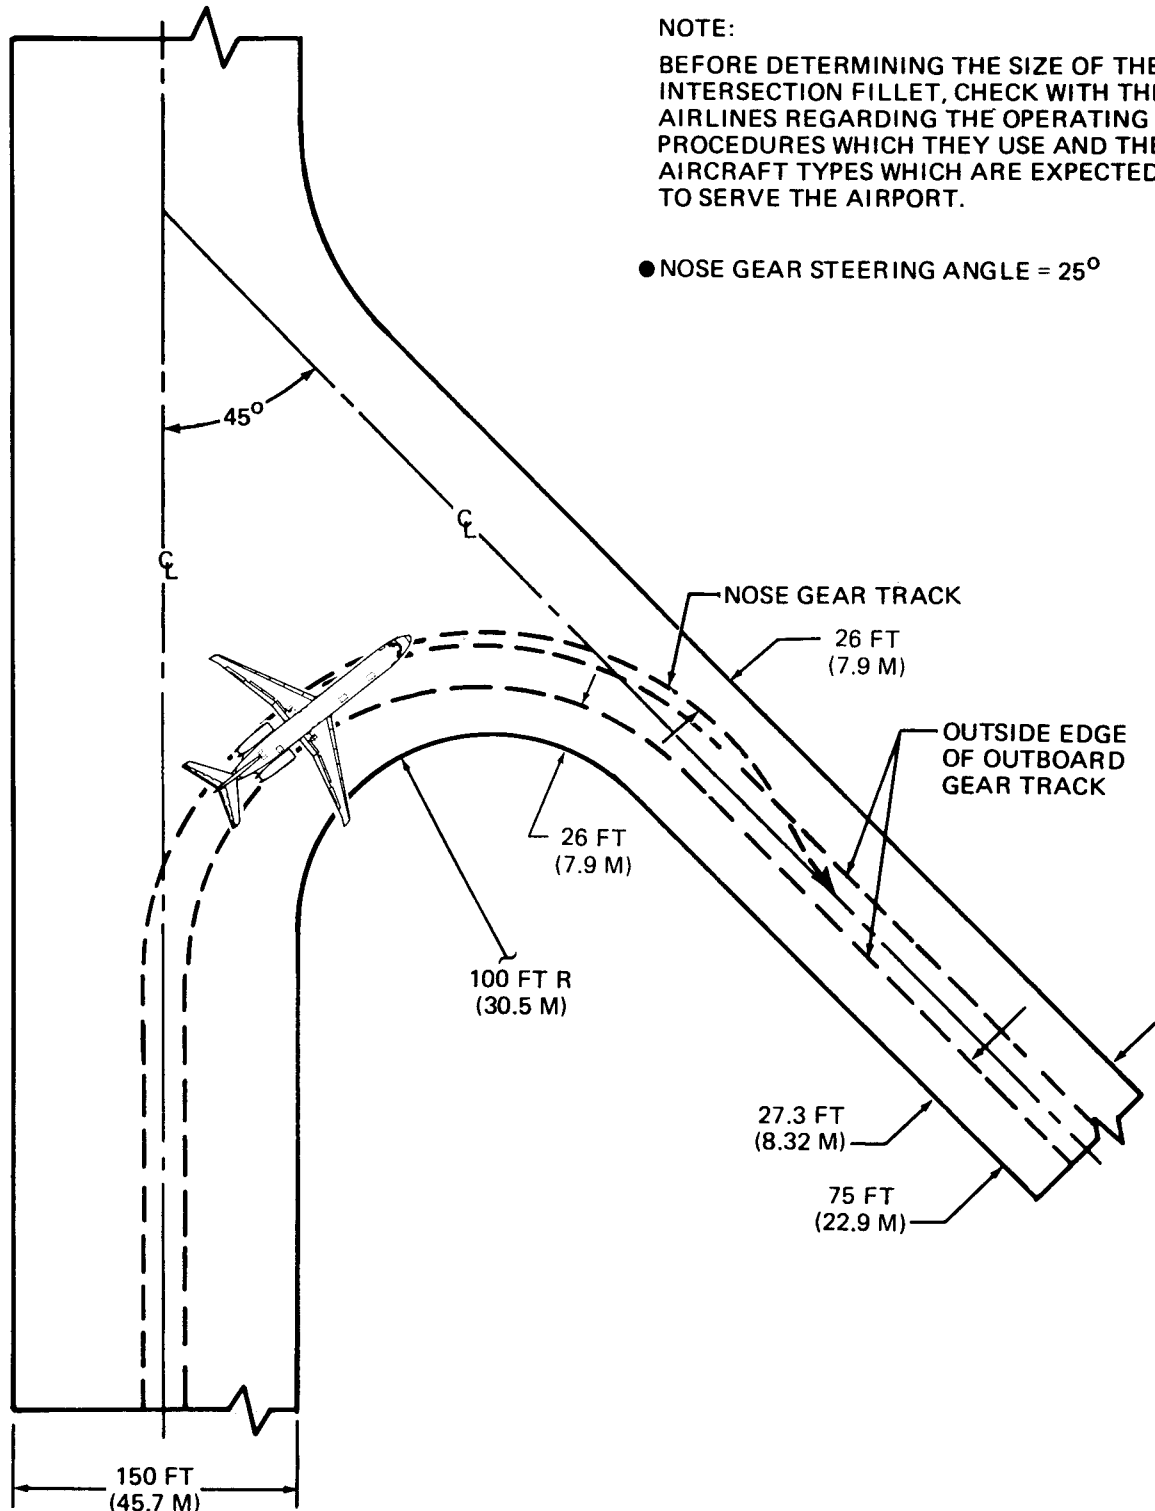 NOTE:
BEFORE DETERMINING THE SIZE OF THE
INTERSECTION FILLET, CHECK WITH THE
AIRLINES REGARDING THE OPERATING
PROCEDURES WHICH THEY USE AND THE
AIRCRAFT TYPES WHICH ARE EXPECTED
TO SERVE THE AIRPORT.
● NOSE GEAR STEERING ANGLE = 25°
45°
℄
℄
NOSE GEAR TRACK
26 FT
(7.9 M)
OUTSIDE EDGE
OF OUTBOARD
GEAR TRACK
26 FT
(7.9 M)
100 FT R
(30.5 M)
27.3 FT
(8.32 M)
75 FT
(22.9 M)
150 FT
(45.7 M)